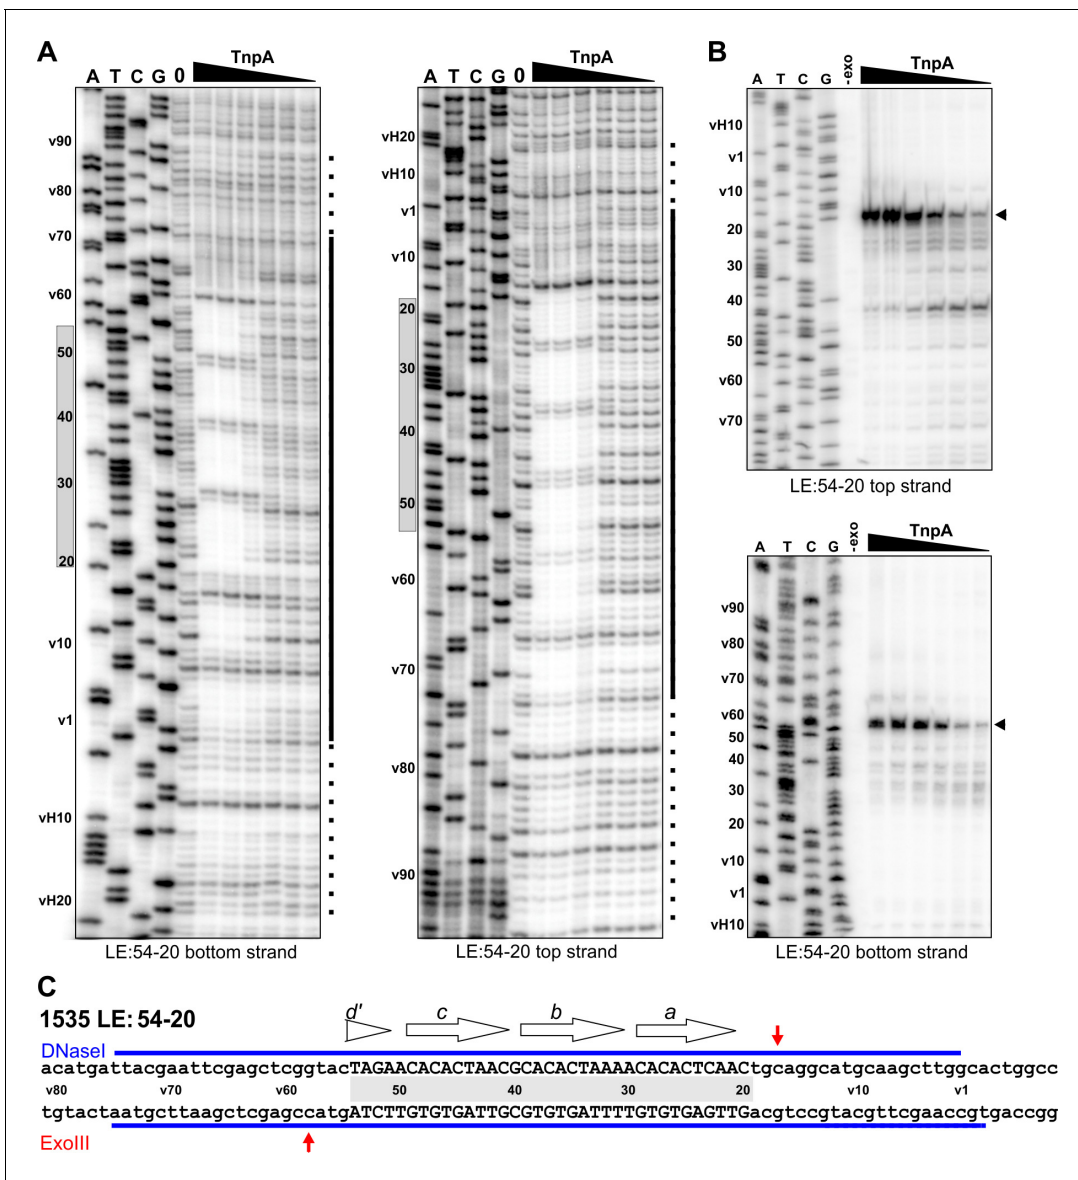 A
TnpA
A T C G 0
v90
v80
v70
v60
50
40
30
20
v10
v1
vH10
vH20
LE:54-20 bottom strand
TnpA
A T C G 0
vH20
vH10
v1
v10
20
30
40
50
v60
v70
v80
v90
LE:54-20 top strand
B
-exo
TnpA
A T C G
vH10
v1
v10
20
30
40
50
v60
v70
LE:54-20 top strand
-exo
TnpA
A T C G
v90
v80
v70
v60
50
40
30
20
v10
v1
vH10
LE:54-20 bottom strand
C
1535 LE: 54-20
d' c b a
DNaseI
acatgattacgaattcgagctcggtacTAGAACACACTAACGCACACTAAAACACACTCAACTgcaggcatgcaagcttggcactggcc
v80 v70 v60 50 40 30 20 v10 v1
tgtactaatgcttaagctcgagccatgATCTTGTGTGATTGCGTGTGATTTTGTGTGAGTTGacgtccgtacgttcgaaccgtgaccgg
ExoIII